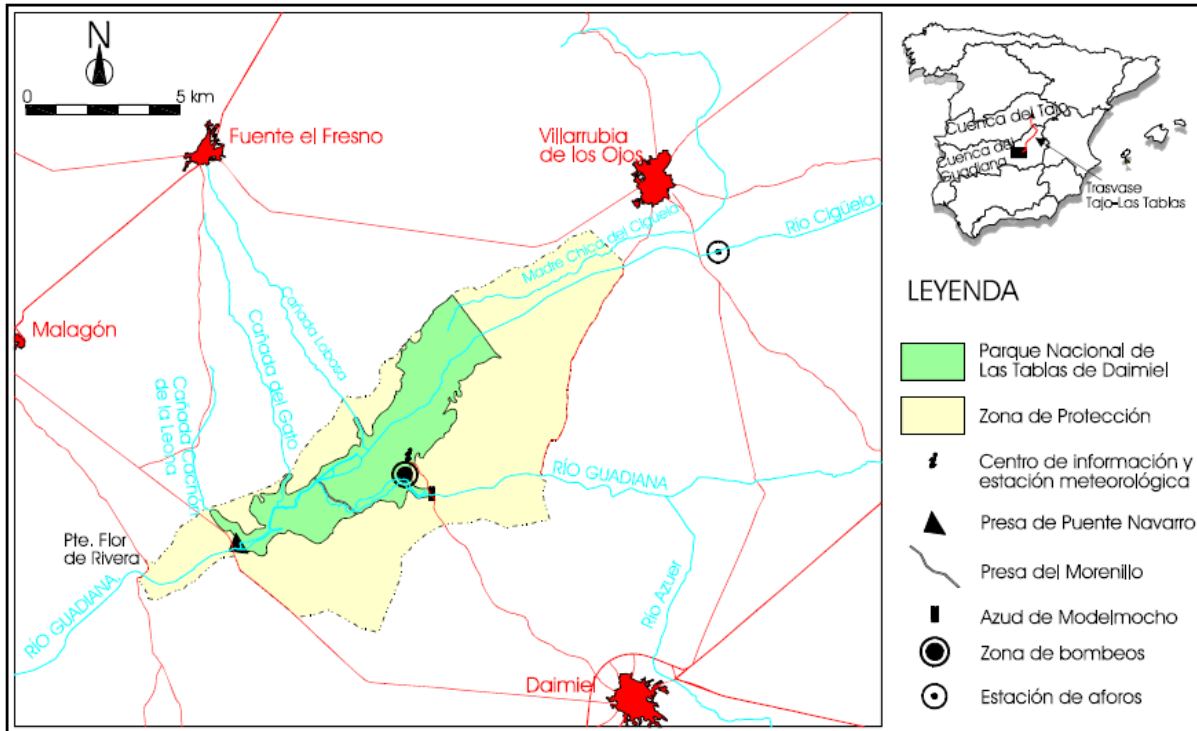 N
0 5 km
Fuente el Fresno
Villarrubia
de los Ojos
Malagón
Madre Chica del Cigüela
Río Cigüela
Cañada Lobosa
Cañada del Gato
Cañada Cachón
de la Leona
RÍO GUADIANA
Pte. Flor
de Rivera
RÍO GUADIANA
Río Azuer
Daimiel
Cuenca del Tajo
Cuenca del
Guadiana
Trasvase
Tajo-Las Tablas
LEYENDA
Parque Nacional de
Las Tablas de Daimiel
Zona de Protección
Centro de información y
estación meteorológica
Presa de Puente Navarro
Presa del Morenillo
Azud de Modelmocho
Zona de bombeos
Estación de aforos